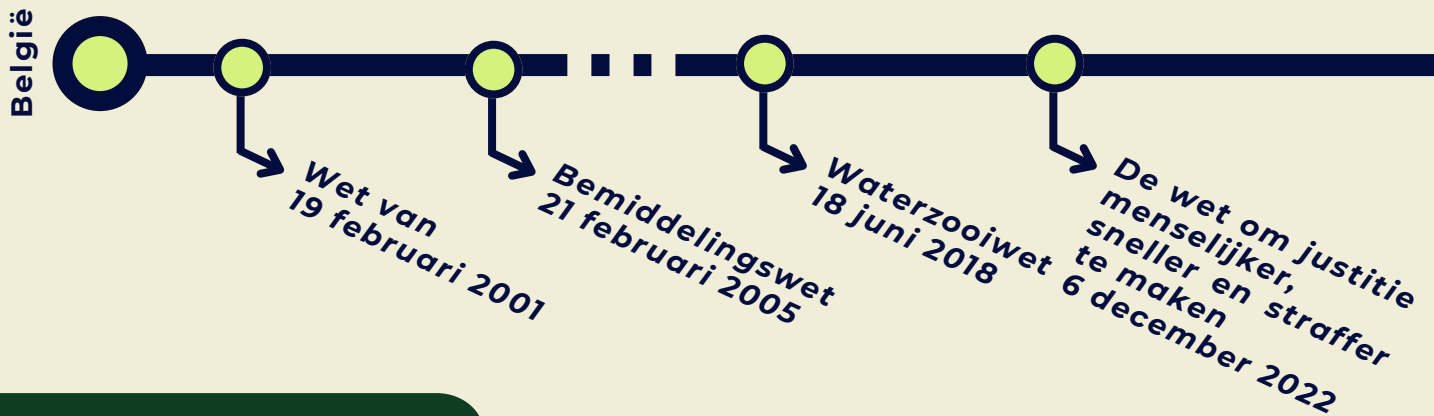 België
Wet van
19 februari 2001
Bemiddelingswet
21 februari 2005
Waterzooiwet
18 juni 2018
De wet om justitie
menselijker,
sneller en straffer
te maken
6 december 2022